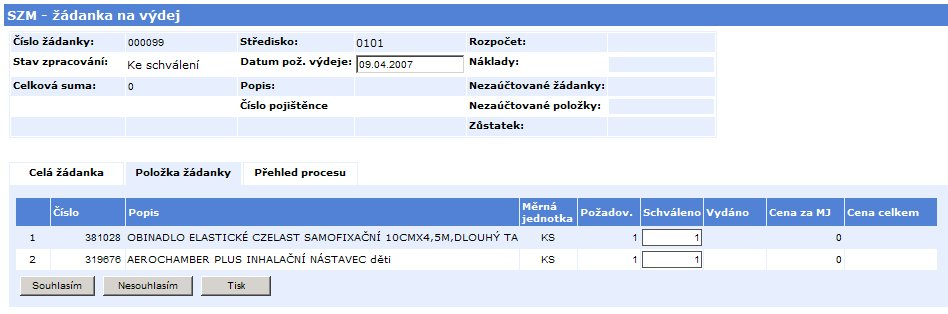 SZM - žádanka na výdej
Číslo žádanky: 000099 Středisko: 0101 Rozpočet:
Stav zpracování: Ke schválení Datum pož. výdeje: 09.04.2007 Náklady:
Celková suma: 0 Popis: Nezaúčtované žádanky:
Číslo pojištěnce Nezaúčtované položky:
Zůstatek:
Celá žádanka Položka žádanky Přehled procesu
Číslo Popis Měrná jednotka Požadov. Schváleno Vydáno Cena za MJ Cena celkem
1 381028 OBINADLO ELASTICKÉ CZELAST SAMOFIXAČNÍ 10CMX4,5M,DLOUHÝ TA KS 1 1 0
2 319676 AEROCHAMBER PLUS INHALAČNÍ NÁSTAVEC děti KS 1 1 0
Souhlasím Nesouhlasím Tisk